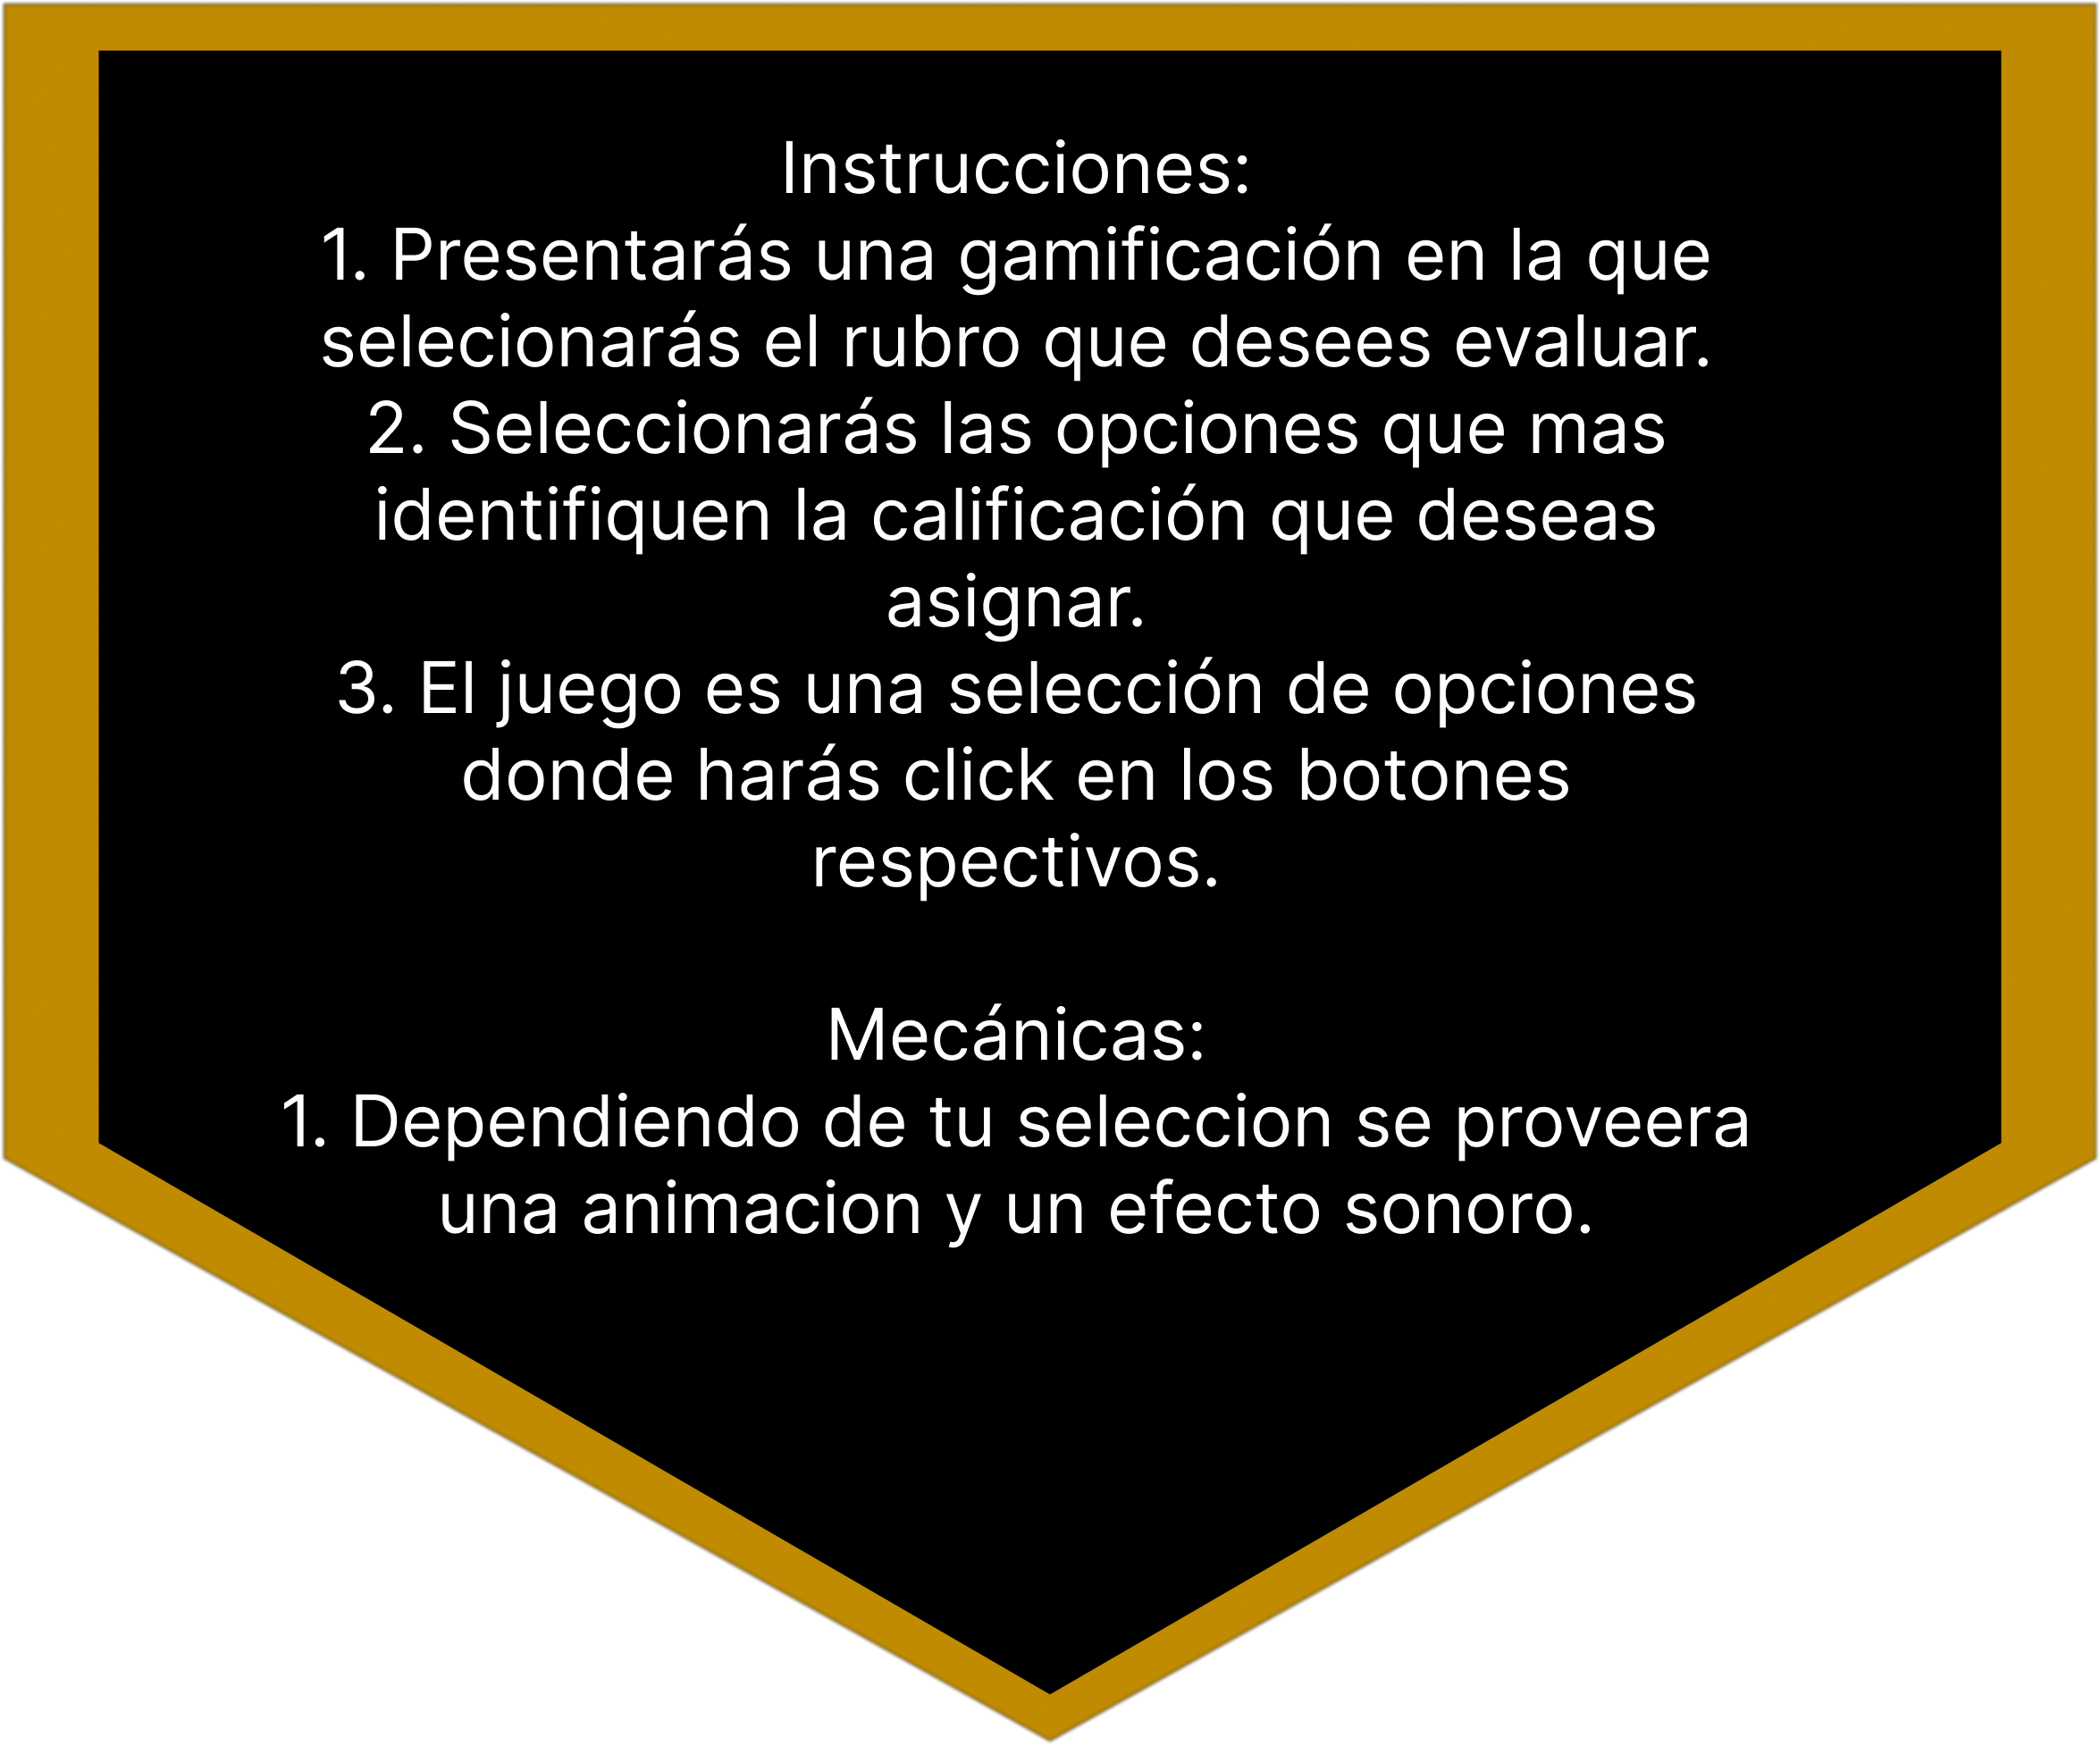 Instrucciones:
1. Presentarás una gamificación en la que
selecionarás el rubro que desees evaluar.
2. Seleccionarás las opciones que mas
identifiquen la calificación que deseas
asignar.
3. El juego es una selección de opciones
donde harás click en los botones
respectivos.
Mecánicas:
1. Dependiendo de tu seleccion se proveera
una animacion y un efecto sonoro.